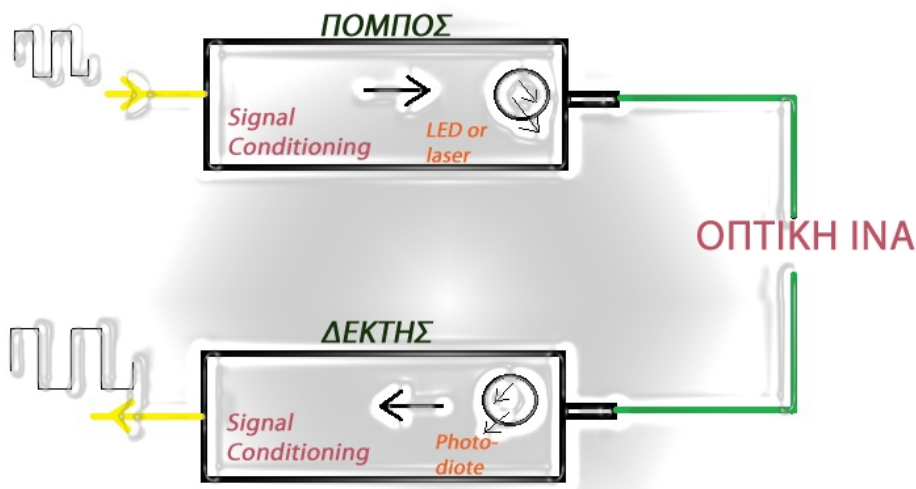 ΠΟΜΠΟΣ
Signal
Conditioning
LED or
laser
ΟΠΤΙΚΗ ΙΝΑ
ΔΕΚΤΗΣ
Signal
Conditioning
Photo-
diote